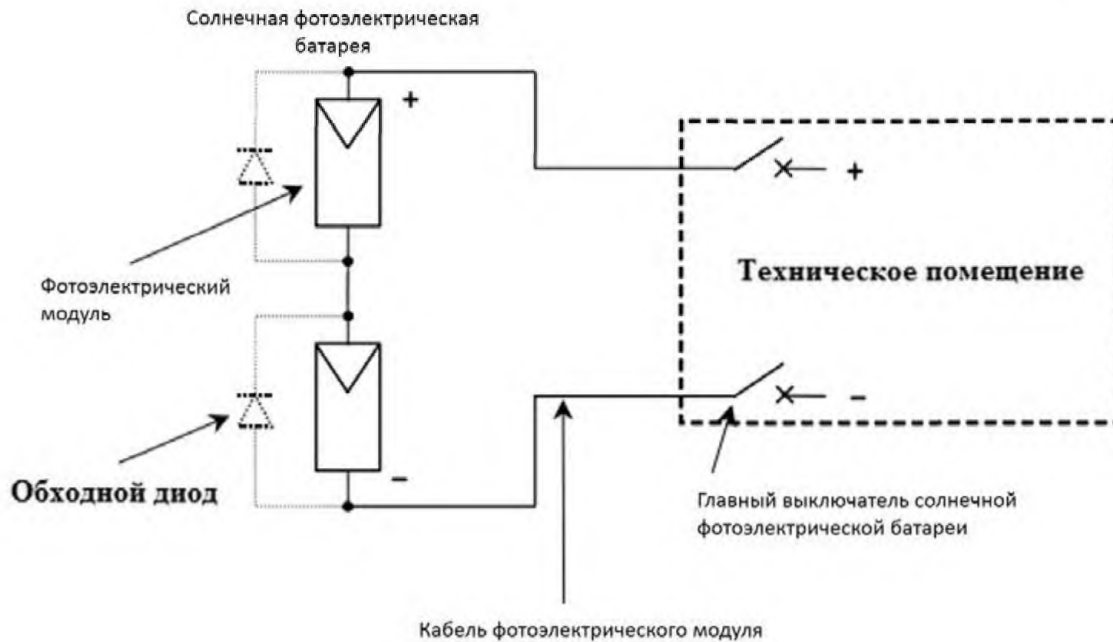 Солнечная фотоэлектрическая
батарея
+
+
Техническое помещение
Фотоэлектрический
модуль
−
−
Обходной диод
Главный выключатель солнечной
фотоэлектрической батареи
Кабель фотоэлектрического модуля